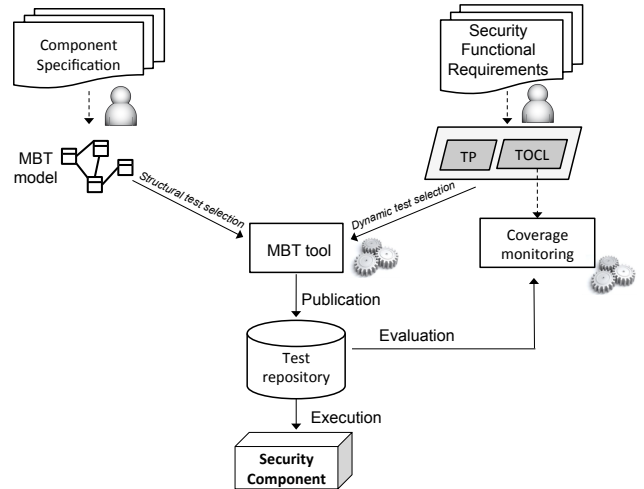 Component
Specification
Security
Functional
Requirements
MBT
model
TP
TOCL
Structural test selection
Dynamic test selection
MBT tool
Coverage
monitoring
Publication
Evaluation
Test
repository
Execution
Security
Component